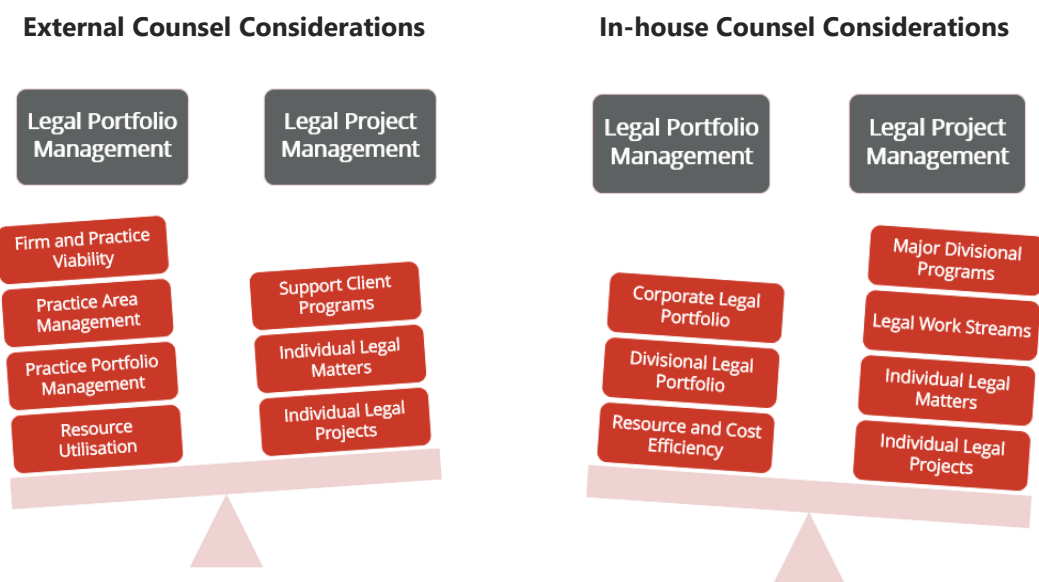 External Counsel Considerations
Legal Portfolio
Management
Legal Project
Management
Firm and Practice
Viability
Practice Area
Management
Practice Portfolio
Management
Resource
Utilisation
Support Client
Programs
Individual Legal
Matters
Individual Legal
Projects
In-house Counsel Considerations
Legal Portfolio
Management
Legal Project
Management
Corporate Legal
Portfolio
Divisional Legal
Portfolio
Resource and Cost
Efficiency
Major Divisional
Programs
Legal Work Streams
Individual Legal
Matters
Individual Legal
Projects